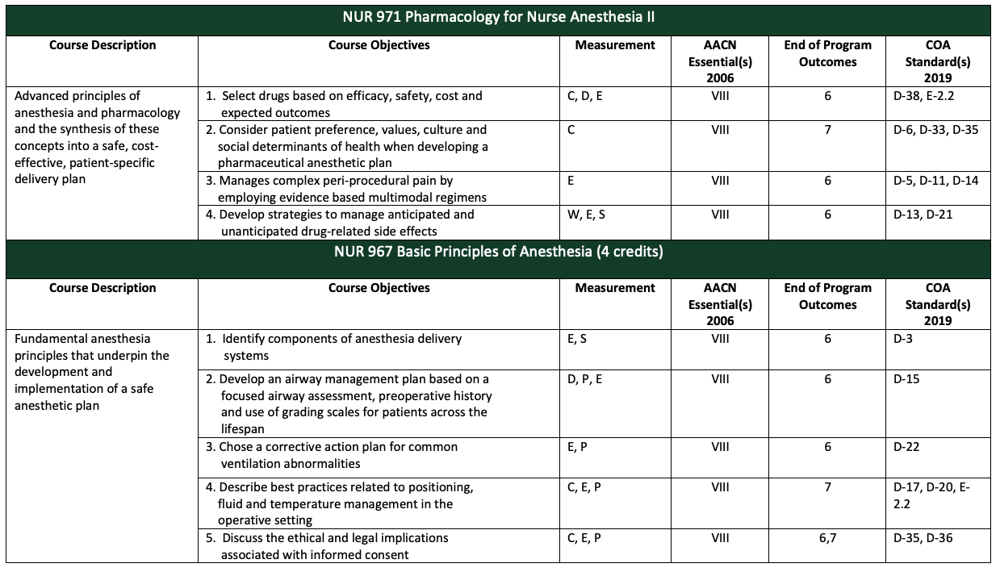 NUR 971 Pharmacology for Nurse Anesthesia II
Course Description Course Objectives Measurement AACN Essential(s) 2006 End of Program Outcomes COA Standard(s) 2019
Advanced principles of
anesthesia and pharmacology
and the synthesis of these
concepts into a safe, cost-
effective, patient-specific
delivery plan
1. Select drugs based on efficacy, safety, cost and
expected outcomes
C, D, E
VIII
6
D-38, E-2.2
2. Consider patient preference, values, culture and
social determinants of health when developing a
pharmaceutical anesthetic plan
C
VIII
7
D-6, D-33, D-35
3. Manages complex peri-procedural pain by
employing evidence based multimodal regimens
E
VIII
6
D-5, D-11, D-14
4. Develop strategies to manage anticipated and
unanticipated drug-related side effects
W, E, S
VIII
6
D-13, D-21
NUR 967 Basic Principles of Anesthesia (4 credits)
Course Description Course Objectives Measurement AACN Essential(s) 2006 End of Program Outcomes COA Standard(s) 2019
Fundamental anesthesia
principles that underpin the
development and
implementation of a safe
anesthetic plan
1. Identify components of anesthesia delivery
systems
E, S
VIII
6
D-3
2. Develop an airway management plan based on a
focused airway assessment, preoperative history
and use of grading scales for patients across the
lifespan
D, P, E
VIII
6
D-15
3. Chose a corrective action plan for common
ventilation abnormalities
E, P
VIII
6
D-22
4. Describe best practices related to positioning,
fluid and temperature management in the
operative setting
C, E, P
VIII
7
D-17, D-20, E-
2.2
5. Discuss the ethical and legal implications
associated with informed consent
C, E, P
VIII
6,7
D-35, D-36